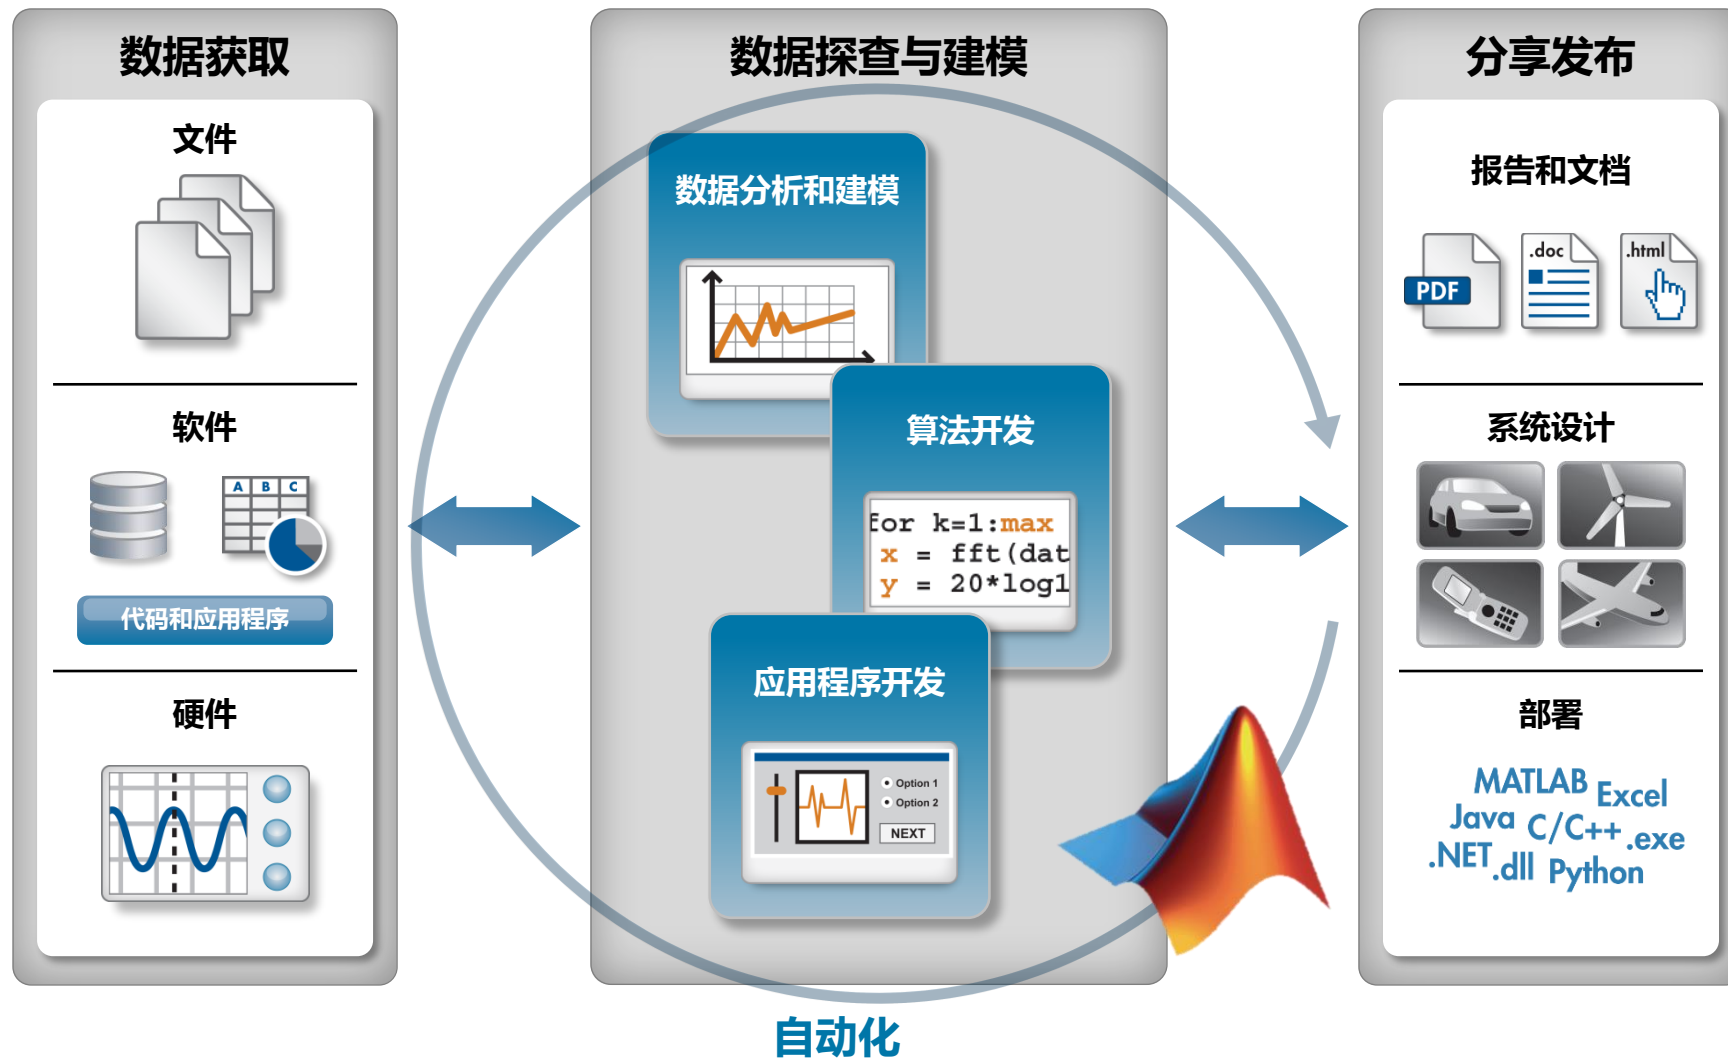 数据获取
文件
软件
A B C
代码和应用程序
硬件
数据探查与建模
数据分析和建模
算法开发
for k=1:max
x = fft(dat
y = 20*log1
应用程序开发
Option 1
Option 2
NEXT
自动化
分享发布
报告和文档
PDF
.doc
.html
系统设计
部署
MATLAB Excel
Java C/C++ .exe
.NET .dll Python